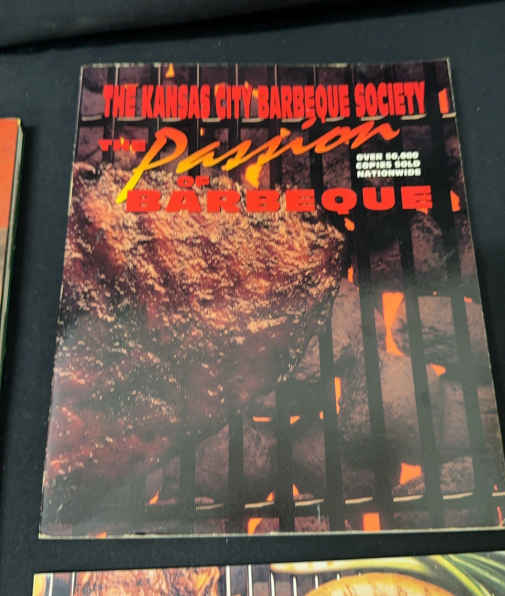 THE KANSAS CITY BARBEQUE SOCIETY
THE Passion
OF
BARBEQUE
OVER 50,000
COPIES SOLD
NATIONWIDE